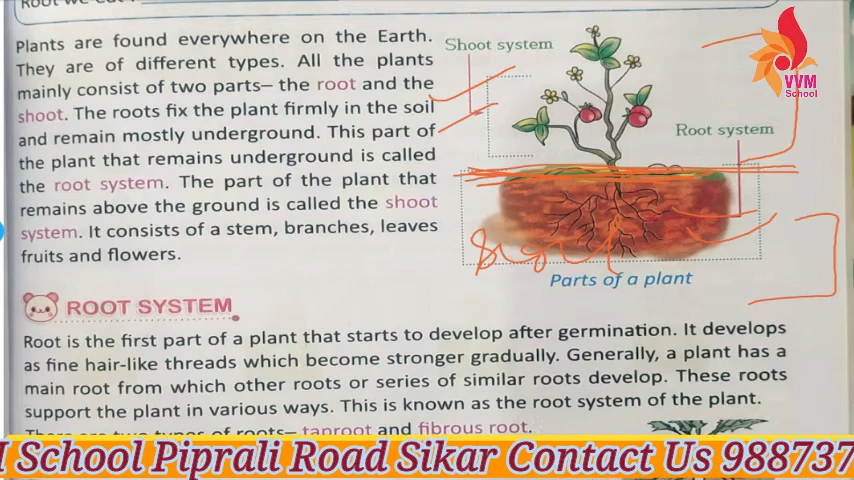 Plants are found everywhere on the Earth.
They are of different types. All the plants
mainly consist of two parts– the root and the
shoot. The roots fix the plant firmly in the soil
and remain mostly underground. This part of
the plant that remains underground is called
the root system. The part of the plant that
remains above the ground is called the shoot
system. It consists of a stem, branches, leaves
fruits and flowers.
Shoot system
Root system
Parts of a plant
VVM
School
ROOT SYSTEM
Root is the first part of a plant that starts to develop after germination. It develops
as fine hair-like threads which become stronger gradually. Generally, a plant has a
main root from which other roots or series of similar roots develop. These roots
support the plant in various ways. This is known as the root system of the plant.
There are two types of roots– taproot and fibrous root.
School Piprali Road Sikar Contact Us 988737